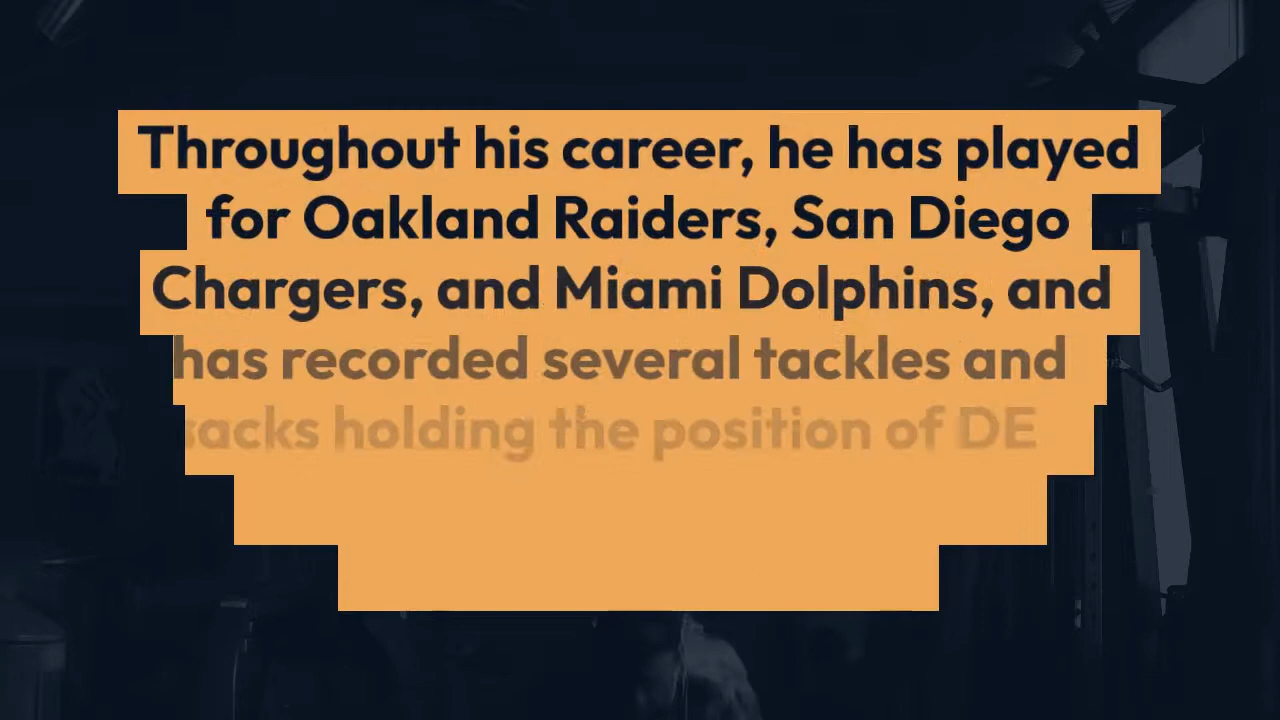 Throughout his career, he has played
for Oakland Raiders, San Diego
Chargers, and Miami Dolphins, and
has recorded several tackles and
sacks holding the position of DE